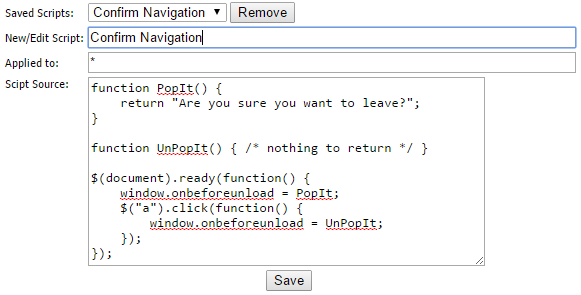 Saved Scripts: Confirm Navigation ▼ Remove
New/Edit Script: Confirm Navigation
Applied to: *
Scipt Source:
function PopIt() {
    return "Are you sure you want to leave?";
}

function UnPopIt() { /* nothing to return */ }

$(document).ready(function() {
    window.onbeforeunload = PopIt;
    $("a").click(function() {
        window.onbeforeunload = UnPopIt;
    });
});
Save